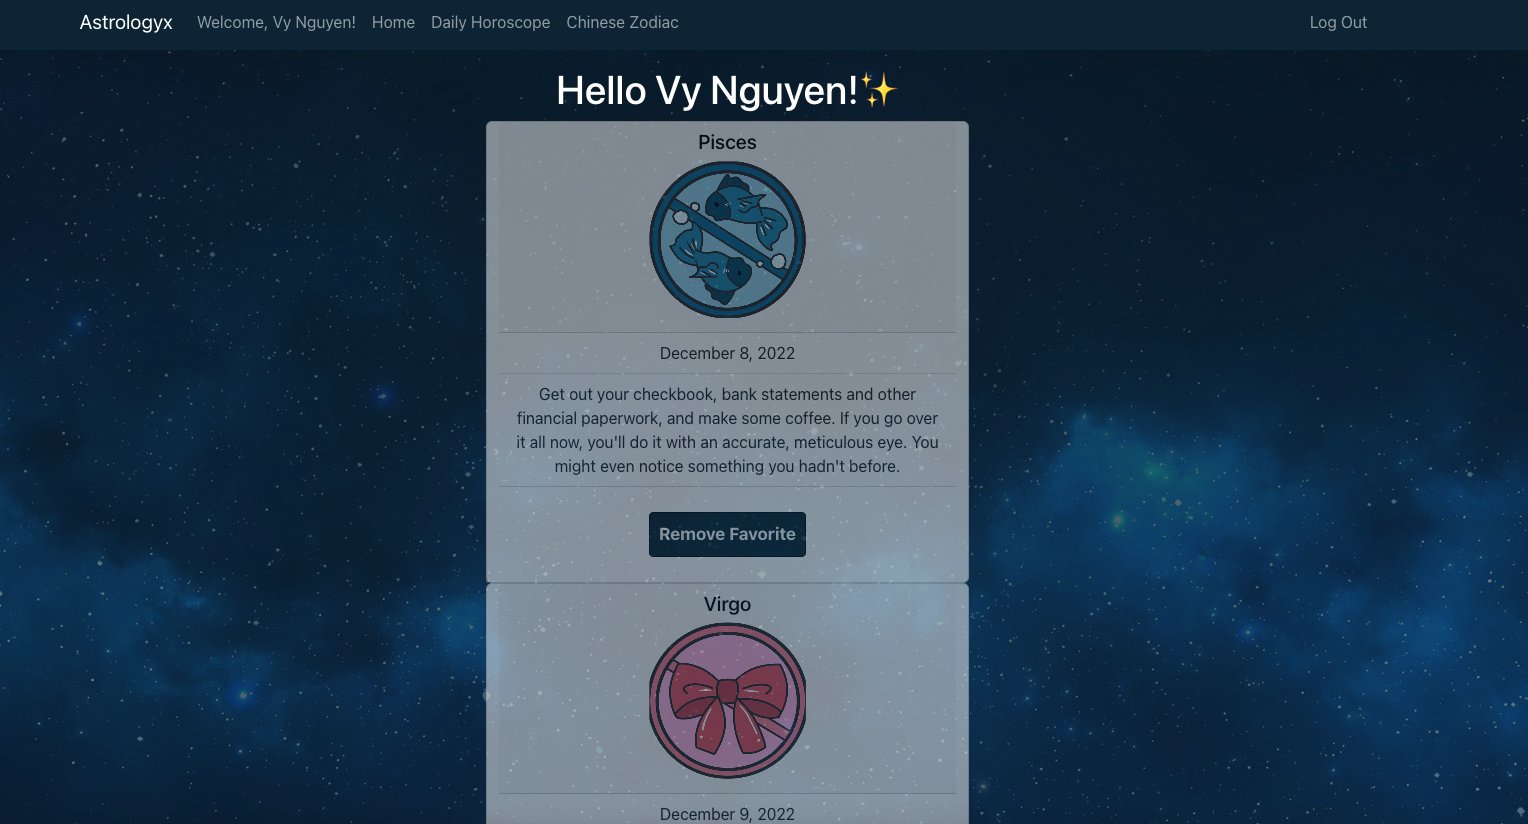 Astrologyx Welcome, Vy Nguyen! Home Daily Horoscope Chinese Zodiac Log Out
Hello Vy Nguyen!✨
Pisces
December 8, 2022
Get out your checkbook, bank statements and other
financial paperwork, and make some coffee. If you go over
it all now, you'll do it with an accurate, meticulous eye. You
might even notice something you hadn't before.
Remove Favorite
Virgo
December 9, 2022